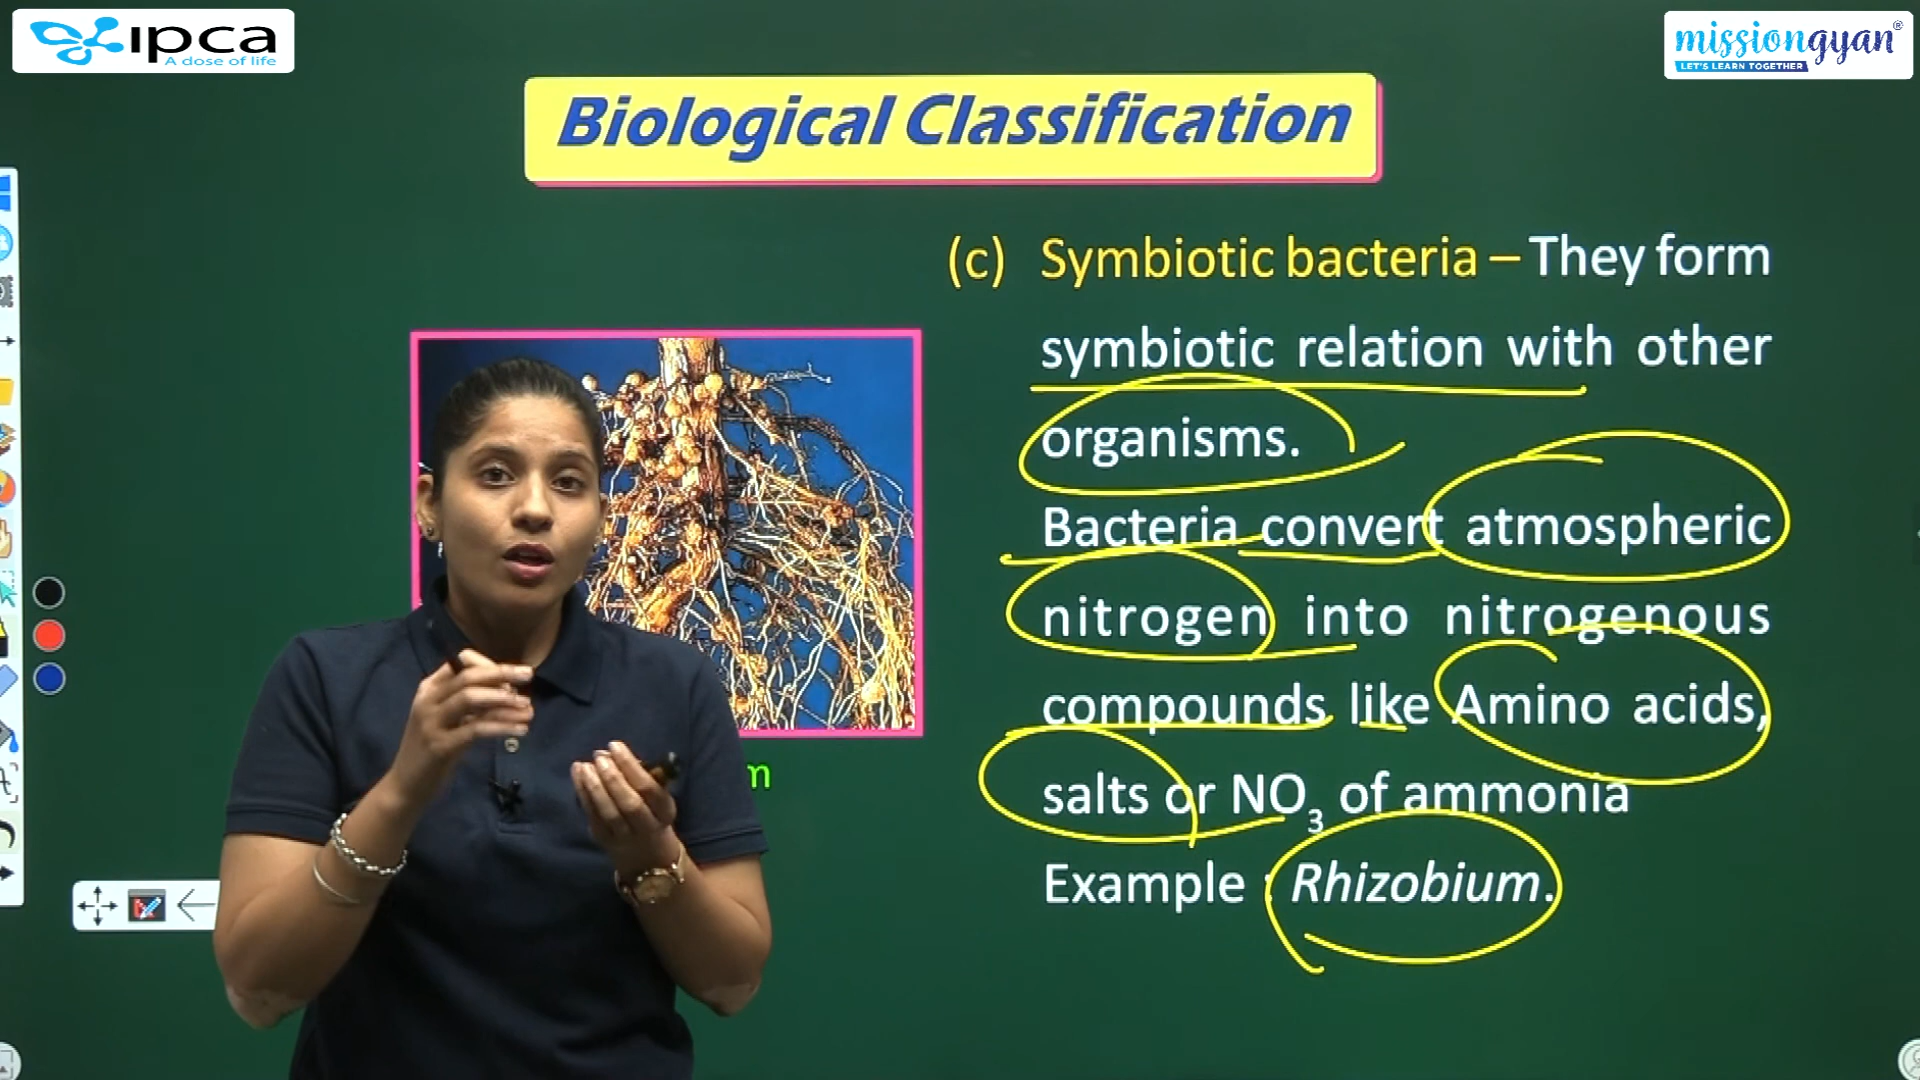 ipca
A dose of life
missiongyan®
LET'S LEARN TOGETHER
Biological Classification
(c) Symbiotic bacteria – They form
symbiotic relation with other
organisms.
Bacteria convert atmospheric
nitrogen into nitrogenous
compounds like Amino acids,
salts or NO₃ of ammonia
Example : Rhizobium.